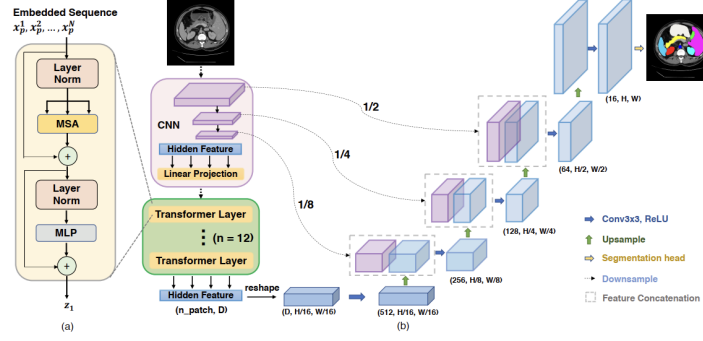 Embedded Sequence
x_p^1, x_p^2, ..., x_p^N
Layer
Norm
MSA
+
Layer
Norm
MLP
+
z_1
(a)
CNN
Hidden Feature
Linear Projection
Transformer Layer
(n = 12)
Transformer Layer
Hidden Feature
(n_patch, D)
reshape
(D, H/16, W/16)
(512, H/16, W/16)
(b)
1/2
1/4
1/8
(16, H, W)
(64, H/2, W/2)
(128, H/4, W/4)
(256, H/8, W/8)
Conv3x3, ReLU
Upsample
Segmentation head
Downsample
Feature Concatenation